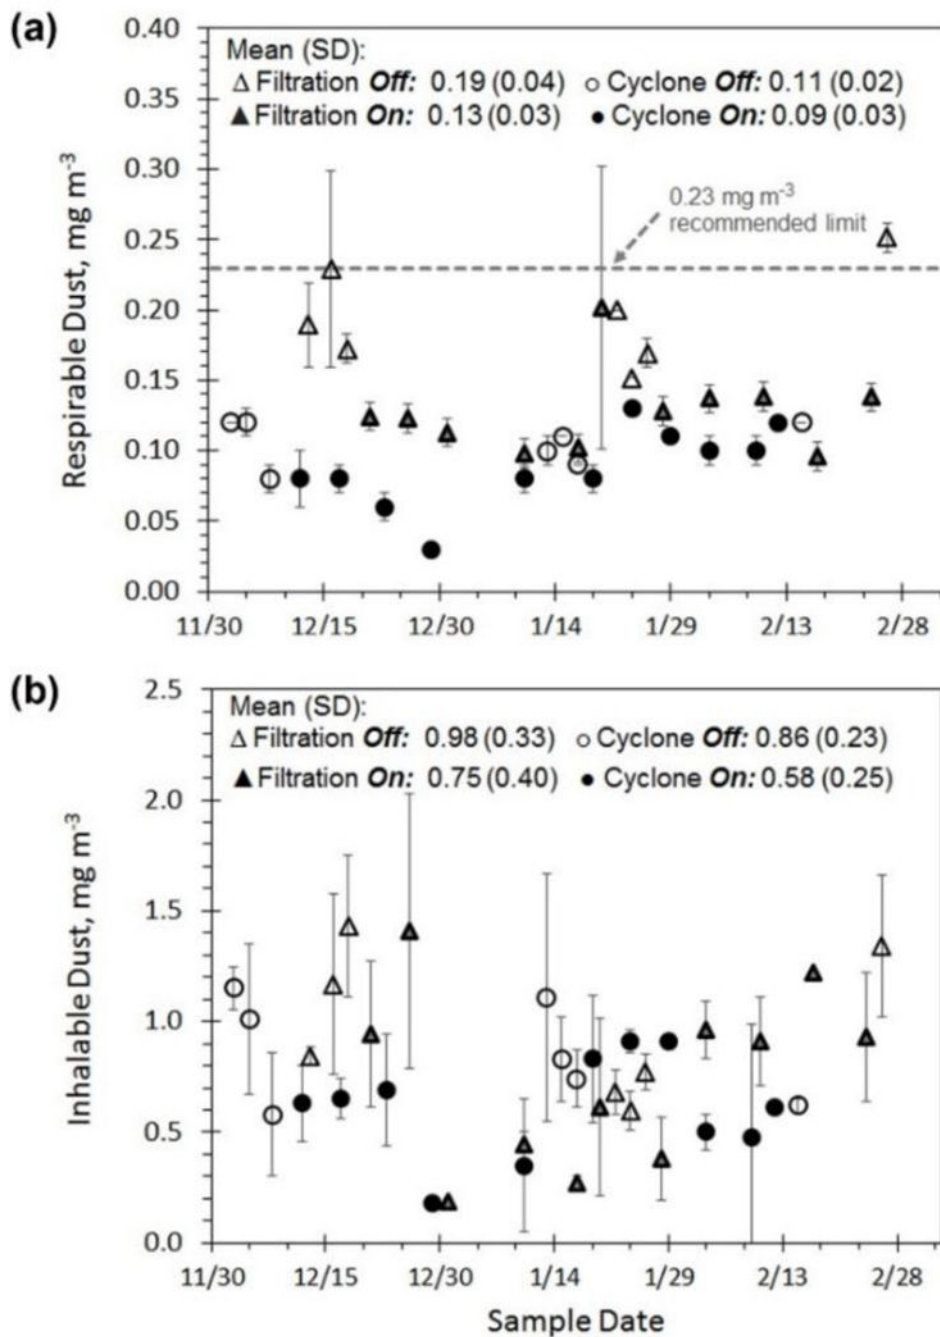 (a)
Respirable Dust, mg m-3
0.40
0.35
0.30
0.25
0.20
0.15
0.10
0.05
0.00
Mean (SD):
△ Filtration Off: 0.19 (0.04) ○ Cyclone Off: 0.11 (0.02)
▲ Filtration On: 0.13 (0.03) ● Cyclone On: 0.09 (0.03)
0.23 mg m-3
recommended limit
11/30 12/15 12/30 1/14 1/29 2/13 2/28
(b)
Inhalable Dust, mg m-3
2.5
2.0
1.5
1.0
0.5
0.0
Mean (SD):
△ Filtration Off: 0.98 (0.33) ○ Cyclone Off: 0.86 (0.23)
▲ Filtration On: 0.75 (0.40) ● Cyclone On: 0.58 (0.25)
11/30 12/15 12/30 1/14 1/29 2/13 2/28
Sample Date